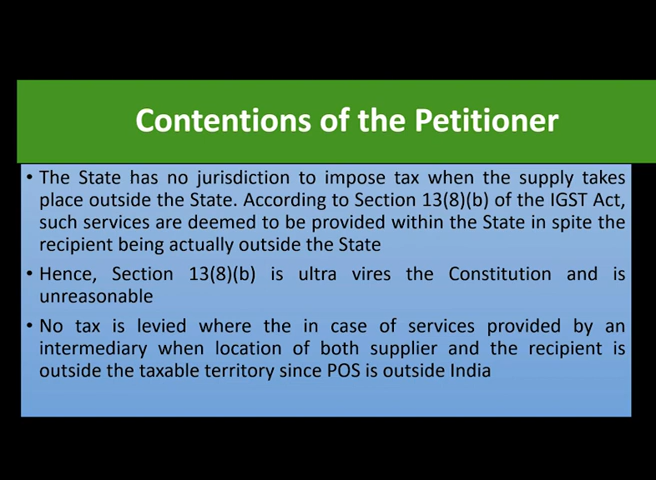 Contentions of the Petitioner
• The State has no jurisdiction to impose tax when the supply takes
place outside the State. According to Section 13(8)(b) of the IGST Act,
such services are deemed to be provided within the State in spite the
recipient being actually outside the State
• Hence, Section 13(8)(b) is ultra vires the Constitution and is
unreasonable
• No tax is levied where the in case of services provided by an
intermediary when location of both supplier and the recipient is
outside the taxable territory since POS is outside India